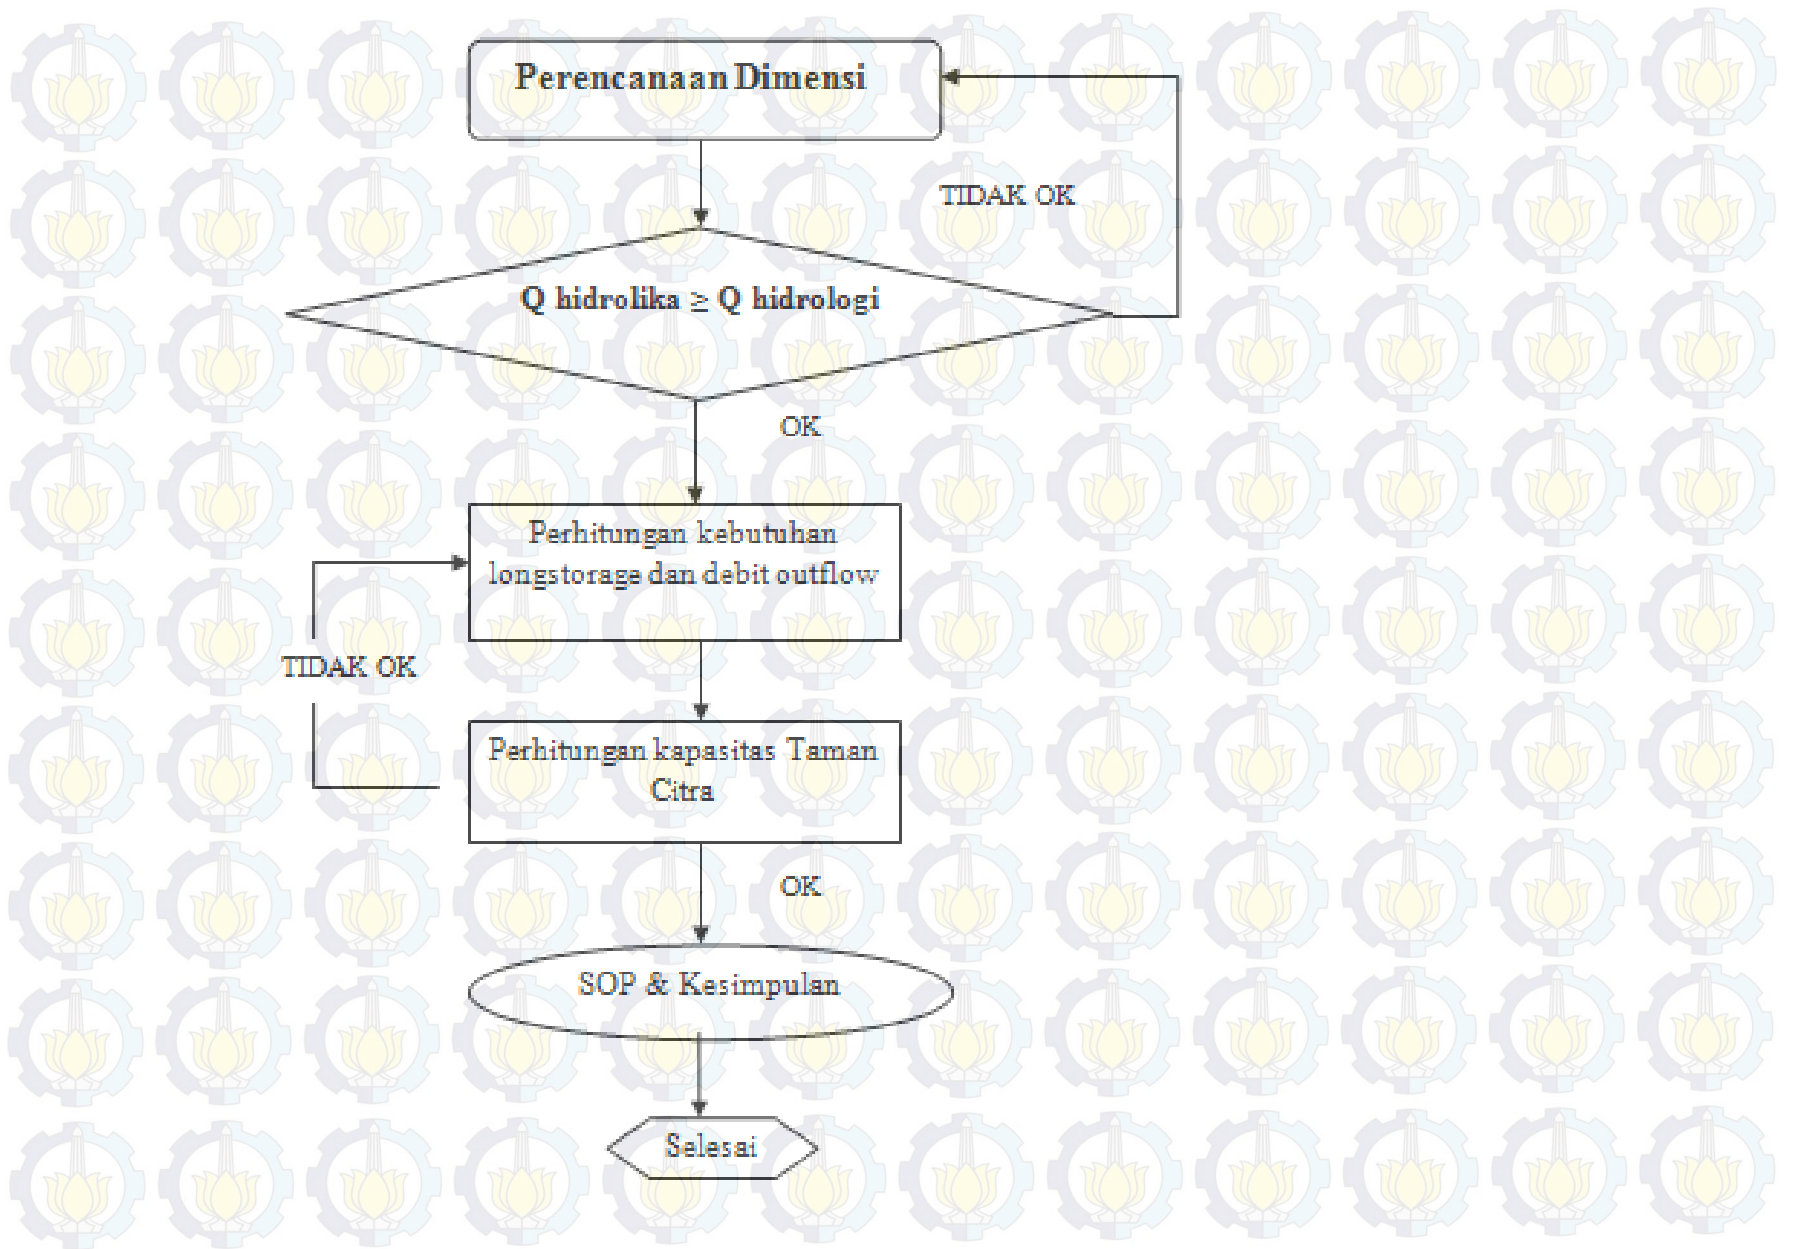 Perencanaan Dimensi
TIDAK OK
Q hidrolika ≥ Q hidrologi
OK
Perhitungan kebutuhan
longstorage dan debit outflow
TIDAK OK
Perhitungan kapasitas Taman
Citra
OK
SOP & Kesimpulan
Selesai